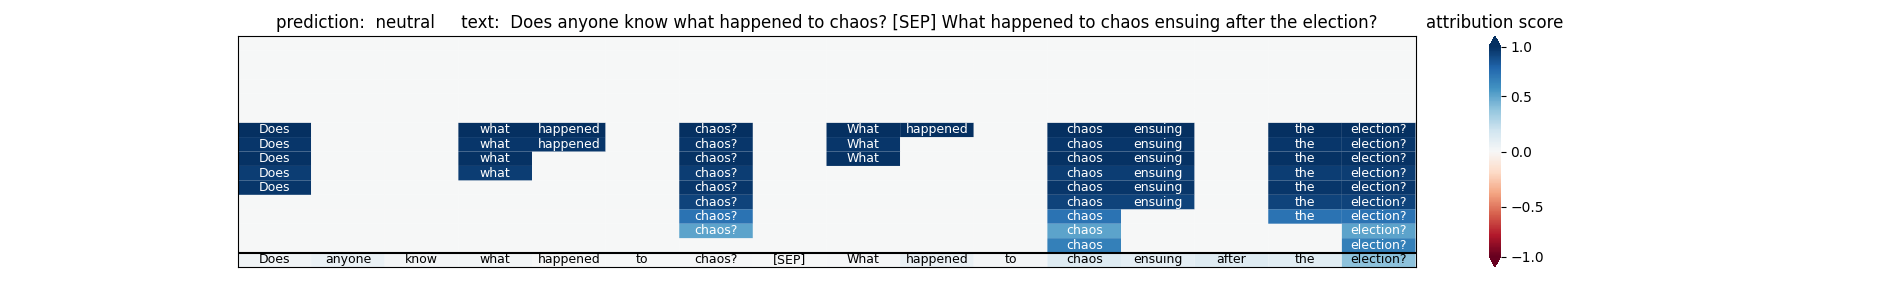 prediction: neutral text: Does anyone know what happened to chaos? [SEP] What happened to chaos ensuing after the election? attribution score
1.0
0.5
0.0
−0.5
−1.0
Does what happened chaos? What happened chaos ensuing the election?
Does what happened chaos? What chaos ensuing the election?
Does what chaos? What chaos ensuing the election?
Does what chaos? chaos ensuing the election?
Does chaos? chaos ensuing the election?
chaos? chaos ensuing the election?
chaos? chaos the election?
chaos? chaos election?
chaos election?
Does anyone know what happened to chaos? [SEP] What happened to chaos ensuing after the election?